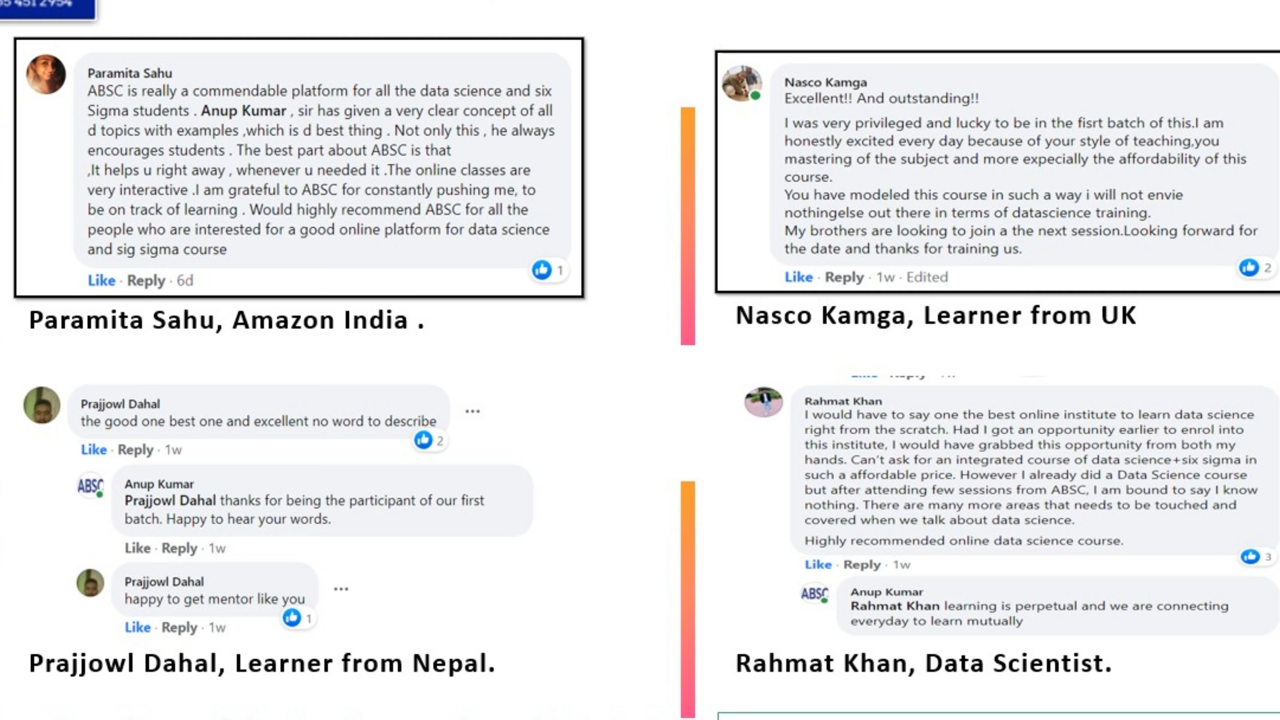 Paramita Sahu
ABSC is really a commendable platform for all the data science and six
Sigma students . Anup Kumar , sir has given a very clear concept of all
d topics with examples ,which is d best thing . Not only this , he always
encourages students . The best part about ABSC is that
,It helps u right away , whenever u needed it .The online classes are
very interactive .I am grateful to ABSC for constantly pushing me, to
be on track of learning . Would highly recommend ABSC for all the
people who are interested for a good online platform for data science
and sig sigma course
1
Like · Reply · 6d
Paramita Sahu, Amazon India .
Nasco Kamga
Excellent!! And outstanding!!
I was very privileged and lucky to be in the fisrt batch of this.I am
honestly excited every day because of your style of teaching,you
mastering of the subject and more expecially the affordability of this
course.
You have modeled this course in such a way i will not envie
nothingelse out there in terms of datascience training.
My brothers are looking to join a the next session.Looking forward for
the date and thanks for training us.
2
Like · Reply · 1w · Edited
Nasco Kamga, Learner from UK
Prajjowl Dahal
the good one best one and excellent no word to describe
2
Like · Reply · 1w
ABSC
Anup Kumar
Prajjowl Dahal thanks for being the participant of our first
batch. Happy to hear your words.
Like · Reply · 1w
Prajjowl Dahal
happy to get mentor like you
1
Like · Reply · 1w
Prajjowl Dahal, Learner from Nepal.
Rahmat Khan
I would have to say one the best online institute to learn data science
right from the scratch. Had I got an opportunity earlier to enrol into
this institute, I would have grabbed this opportunity from both my
hands. Can't ask for an integrated course of data science+six sigma in
such a affordable price. However I already did a Data Science course
but after attending few sessions from ABSC, I am bound to say I know
nothing. There are many more areas that needs to be touched and
covered when we talk about data science.
Highly recommended online data science course.
3
Like · Reply · 1w
ABSC
Anup Kumar
Rahmat Khan learning is perpetual and we are connecting
everyday to learn mutually
Rahmat Khan, Data Scientist.